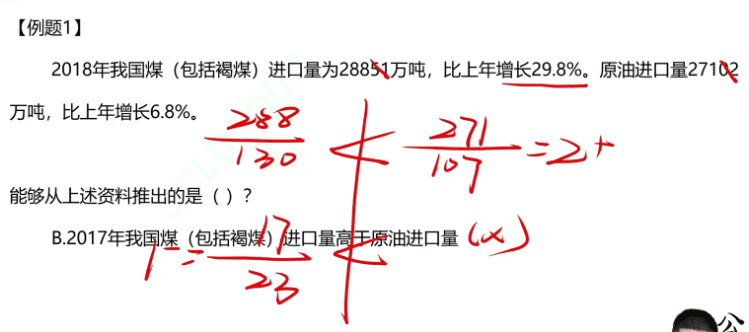 【例题1】
2018年我国煤（包括褐煤）进口量为28851万吨，比上年增长29.8%。原油进口量27102
万吨，比上年增长6.8%。
288/130 < 271/107 = 2+
能够从上述资料推出的是（ ）？
B.2017年我国煤（包括褐煤）进口量高于原油进口量 (×)
1- = 17/23 <
公